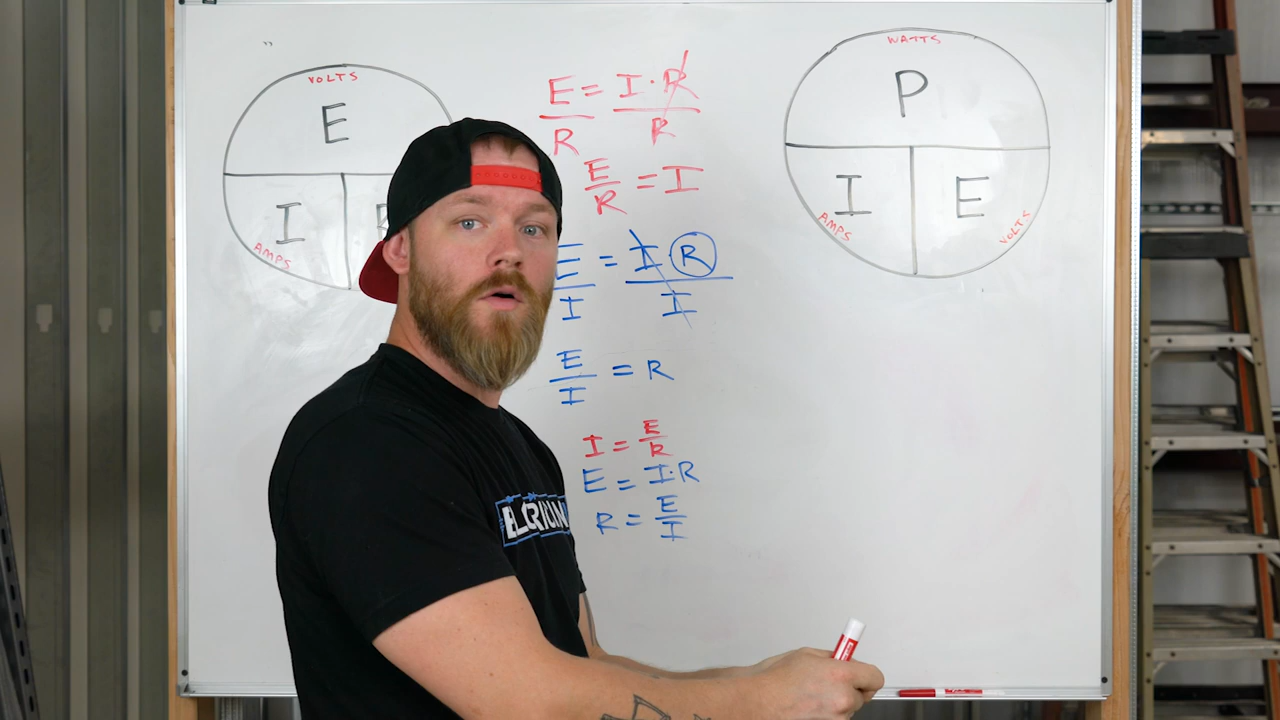 VOLTS
E
I
AMPS
E = I · R
R R
E = I
R
E = I · R
I I
E = R
I
I = E
R
E = I·R
R = E
I
WATTS
P
I E
AMPS VOLTS